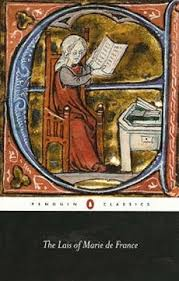 PENGUIN CLASSICS
The Lais of Marie de France